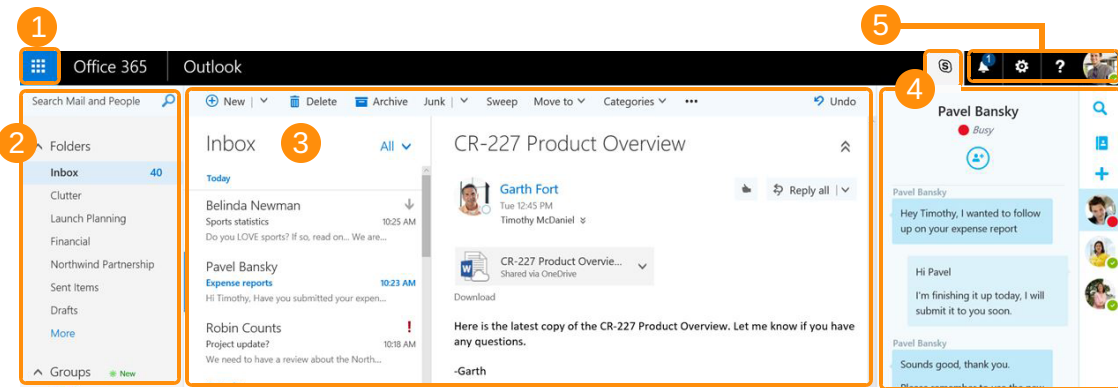 1
5
Office 365
Outlook
1
?
4
Search Mail and People
New
Delete
Archive
Junk
Sweep
Move to
Categories
Undo
2
Folders
Inbox 40
Clutter
Launch Planning
Financial
Northwind Partnership
Sent Items
Drafts
More
Groups
New
Inbox
3
All
Today
Belinda Newman
Sports statistics 10:25 AM
Do you LOVE sports? If so, read on... We are...
Pavel Bansky
Expense reports 10:23 AM
Hi Timothy, Have you submitted your expen...
Robin Counts
!
Project update? 10:18 AM
We need to have a review about the North...
CR-227 Product Overview
Garth Fort
Tue 12:45 PM
Timothy McDaniel
Reply all
CR-227 Product Overvie...
Shared via OneDrive
Download
Here is the latest copy of the CR-227 Product Overview. Let me know if you have
any questions.
-Garth
Pavel Bansky
Busy
Pavel Bansky
Hey Timothy, I wanted to follow
up on your expense report
Hi Pavel
I'm finishing it up today, I will
submit it to you soon.
Pavel Bansky
Sounds good, thank you.
Please remember to use the new